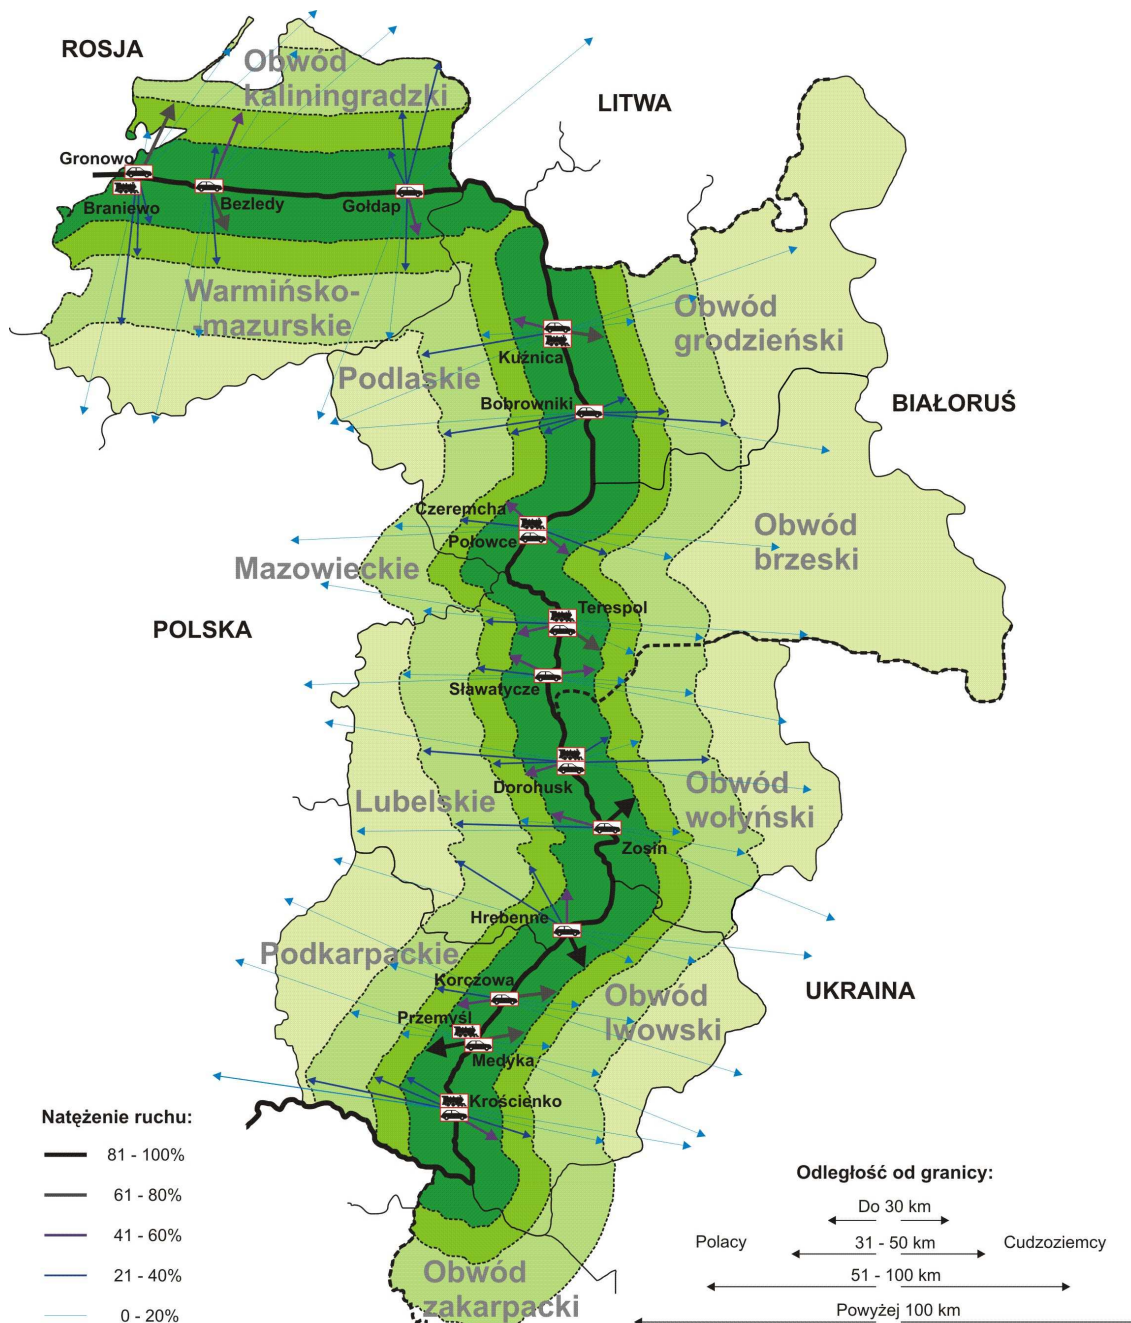 ROSJA
Obwód
kaliningradzki
LITWA
Gronowo
Braniewo
Bezledy
Gołdap
Warmińsko-
-mazurskie
Obwód
grodzieński
Kuźnica
Podlaskie
Bobrowniki
BIAŁORUŚ
Czeremcha
Połowce
Obwód
brzeski
Mazowieckie
Terespol
POLSKA
Sławatycze
Dorohusk
Lubelskie
Obwód
wołyński
Zosin
Hrebenne
Podkarpackie
Korczowa
UKRAINA
Obwód
lwowski
Przemyśl
Medyka
Krościenko
Natężenie ruchu:
81 - 100%
61 - 80%
41 - 60%
21 - 40%
0 - 20%
Odległość od granicy:
Do 30 km
Polacy
31 - 50 km
Cudzoziemcy
51 - 100 km
Powyżej 100 km
Obwód
zakarpacki